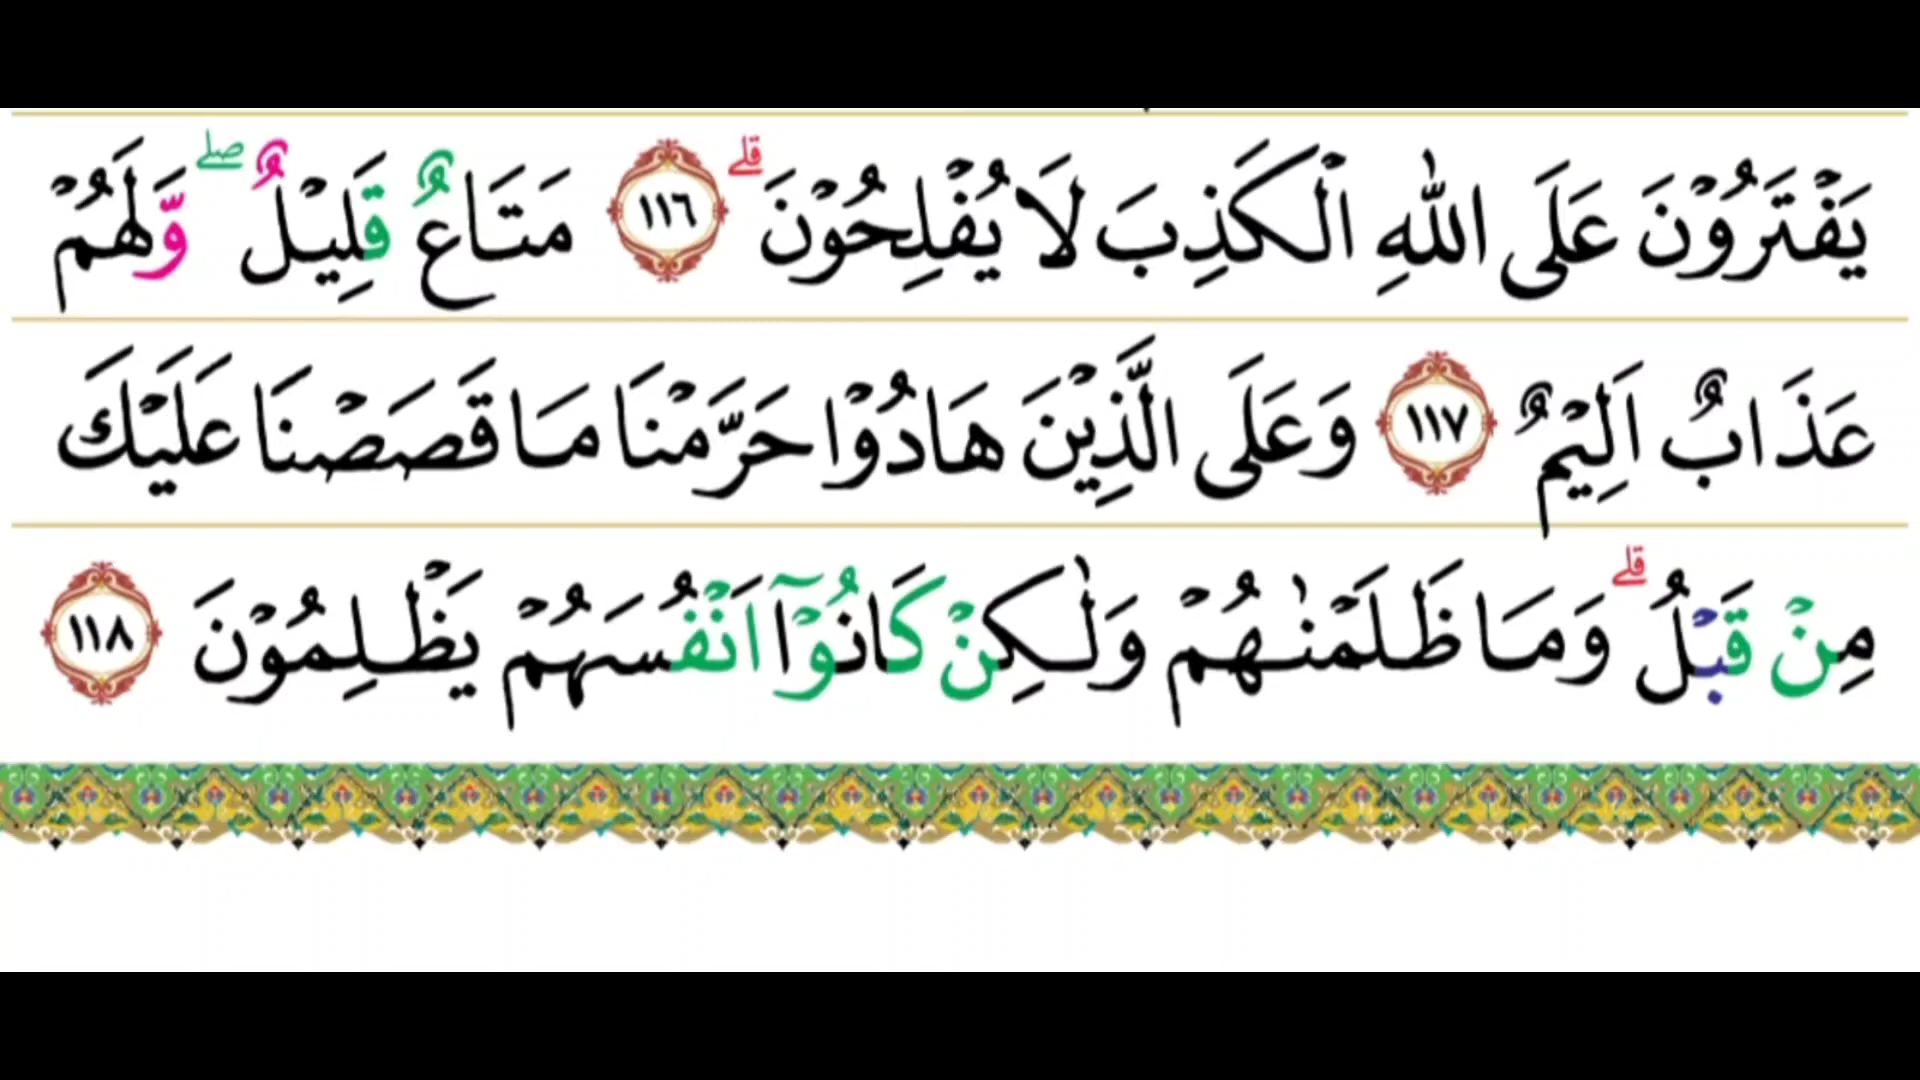 يَفْتَرُوْنَ عَلَى اللّٰهِ الْكَذِبَ لَا يُفْلِحُوْنَ ۗ ١١٦ مَتَاعٌ قَلِيْلٌ ۖ وَّلَهُمْ
عَذَابٌ اَلِيْمٌ ١١٧ وَعَلَى الَّذِيْنَ هَادُوْا حَرَّمْنَا مَا قَصَصْنَا عَلَيْكَ
مِنْ قَبْلُ ۗ وَمَا ظَلَمْنٰهُمْ وَلٰكِنْ كَانُوْٓا اَنْفُسَهُمْ يَظْلِمُوْنَ ١١٨